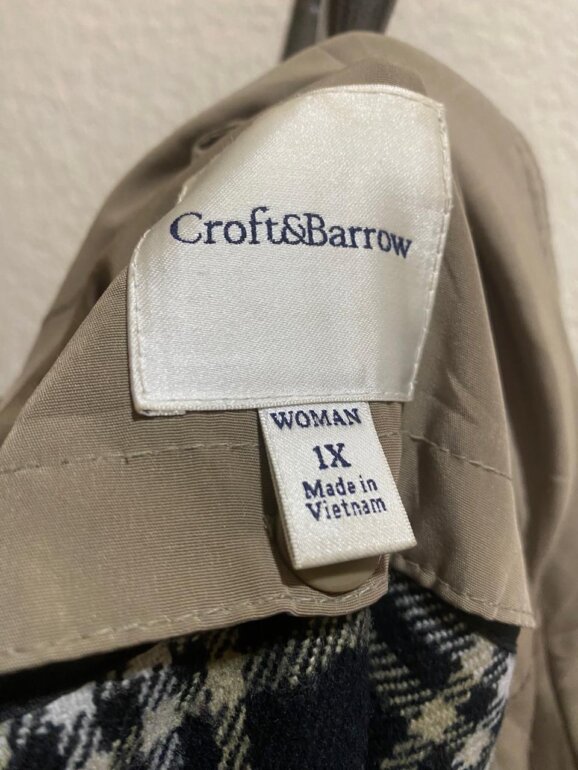 Croft&Barrow
WOMAN
1X
Made in
Vietnam